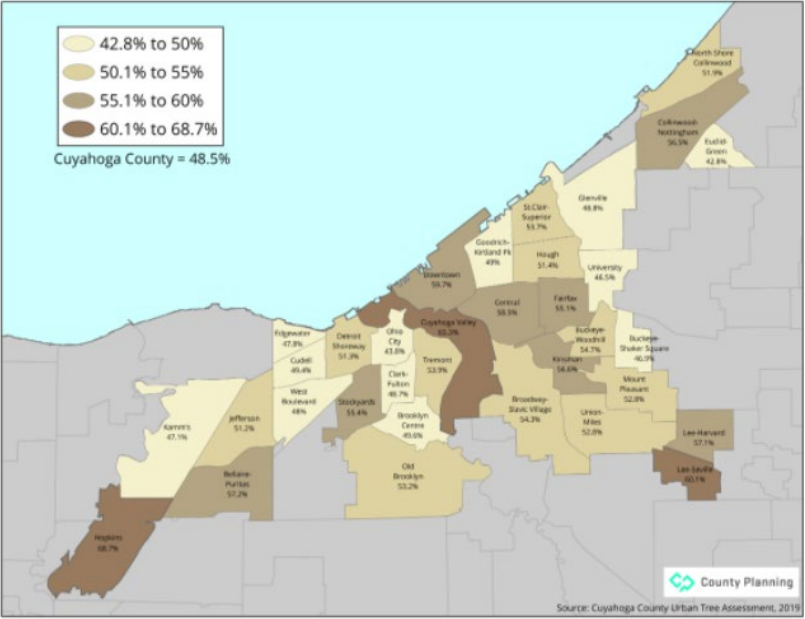 42.8% to 50%
50.1% to 55%
55.1% to 60%
60.1% to 68.7%
Cuyahoga County = 48.5%
North Shore
Collinwood
51.9%
Collinwood-
Nottingham
56.5%
Euclid-
Green
42.8%
Glenville
48.8%
St.Clair-
Superior
53.7%
Goodrich-
Kirtland Pk
49%
Hough
51.4%
University
46.5%
Downtown
59.7%
Central
Fairfax
55.1%
Cuyahoga Valley
Edgewater
47.8%
Detroit
Shoreway
51.3%
Ohio
City
43.8%
Cudell
49.4%
Tremont
53.9%
Buckeye-
Woodhill
54.7%
Buckeye-
Shaker Square
Kinsman
56.6%
Clark-
Fulton
48.7%
West
Boulevard
48%
Stockyards
55.4%
Mount
Pleasant
52.8%
Broadway-
Slavic Village
54.3%
Brooklyn
Centre
49.6%
Union-
Miles
52.8%
Jefferson
51.2%
Kamm's
47.1%
Lee-Harvard
57.1%
Bellaire-
Puritas
57.2%
Old
Brooklyn
53.2%
Lee-Seville
60.1%
Hopkins
68.7%
County Planning
Source: Cuyahoga County Urban Tree Assessment, 2019